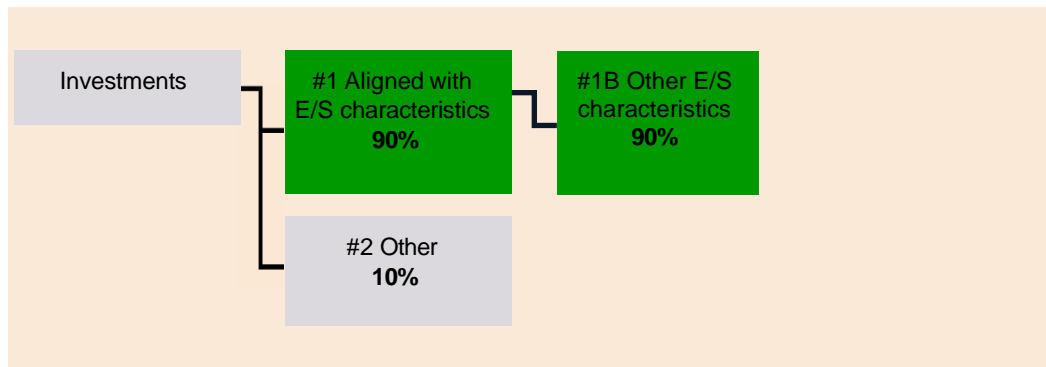 Investments
#1 Aligned with
E/S characteristics
90%
#1B Other E/S
characteristics
90%
#2 Other
10%